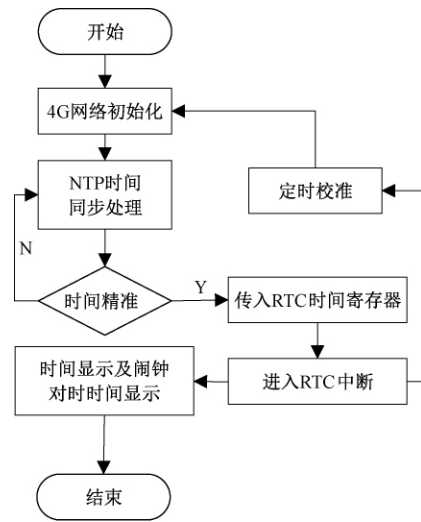 开始
4G网络初始化
NTP时间
同步处理
定时校准
N
时间精准
Y
传入RTC时间寄存器
时间显示及闹钟
对时时间显示
进入RTC中断
结束